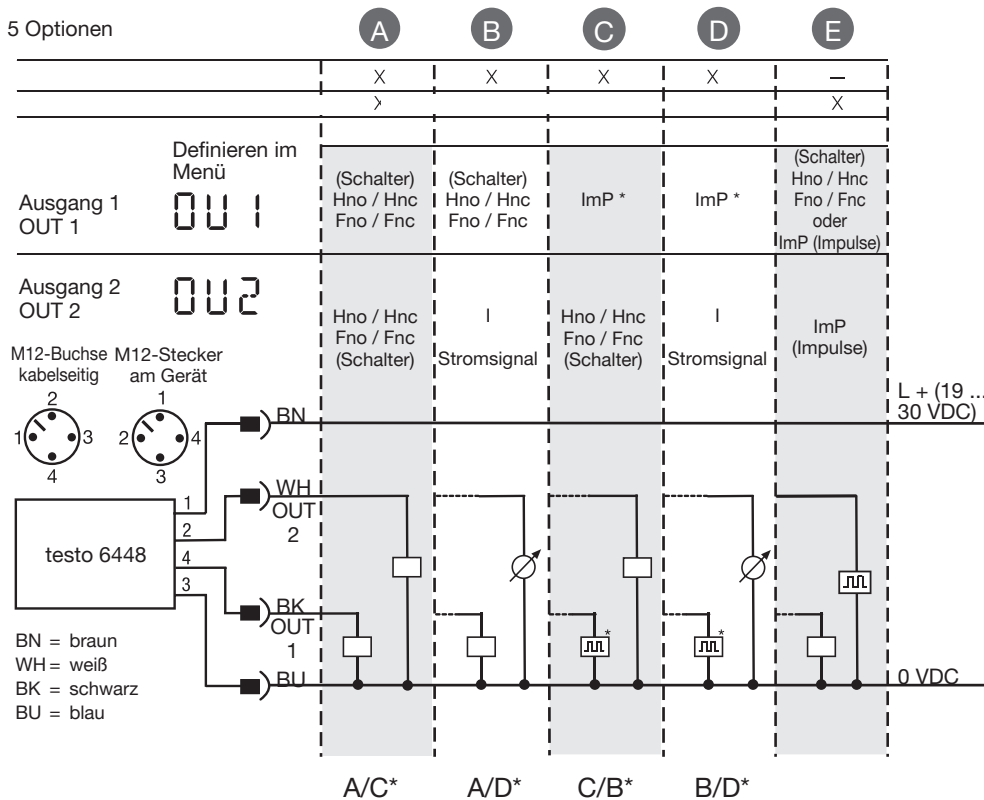 5 Optionen
A B C D E
X X X X —
X X
Definieren im
Menü
Ausgang 1
OUT 1
OU1
(Schalter)
Hno / Hnc
Fno / Fnc
(Schalter)
Hno / Hnc
Fno / Fnc
ImP *
ImP *
(Schalter)
Hno / Hnc
Fno / Fnc
oder
ImP (Impulse)
Ausgang 2
OUT 2
OU2
Hno / Hnc
Fno / Fnc
(Schalter)
I
Stromsignal
Hno / Hnc
Fno / Fnc
(Schalter)
I
Stromsignal
ImP
(Impulse)
M12-Buchse
kabelseitig
2
1 3
4
M12-Stecker
am Gerät
1
2 4
3
L + (19 ...
30 VDC)
BN
WH
OUT
2
BK
OUT
1
BU
0 VDC
testo 6448
1
2
4
3
*
*
BN = braun
WH = weiß
BK = schwarz
BU = blau
A/C* A/D* C/B* B/D*